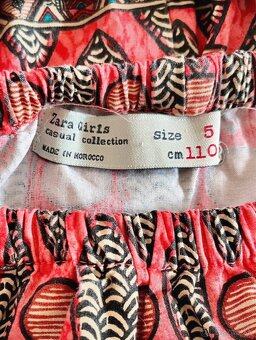 Zara Girls
casual collection
MADE IN MOROCCO
Size 5
cm 110